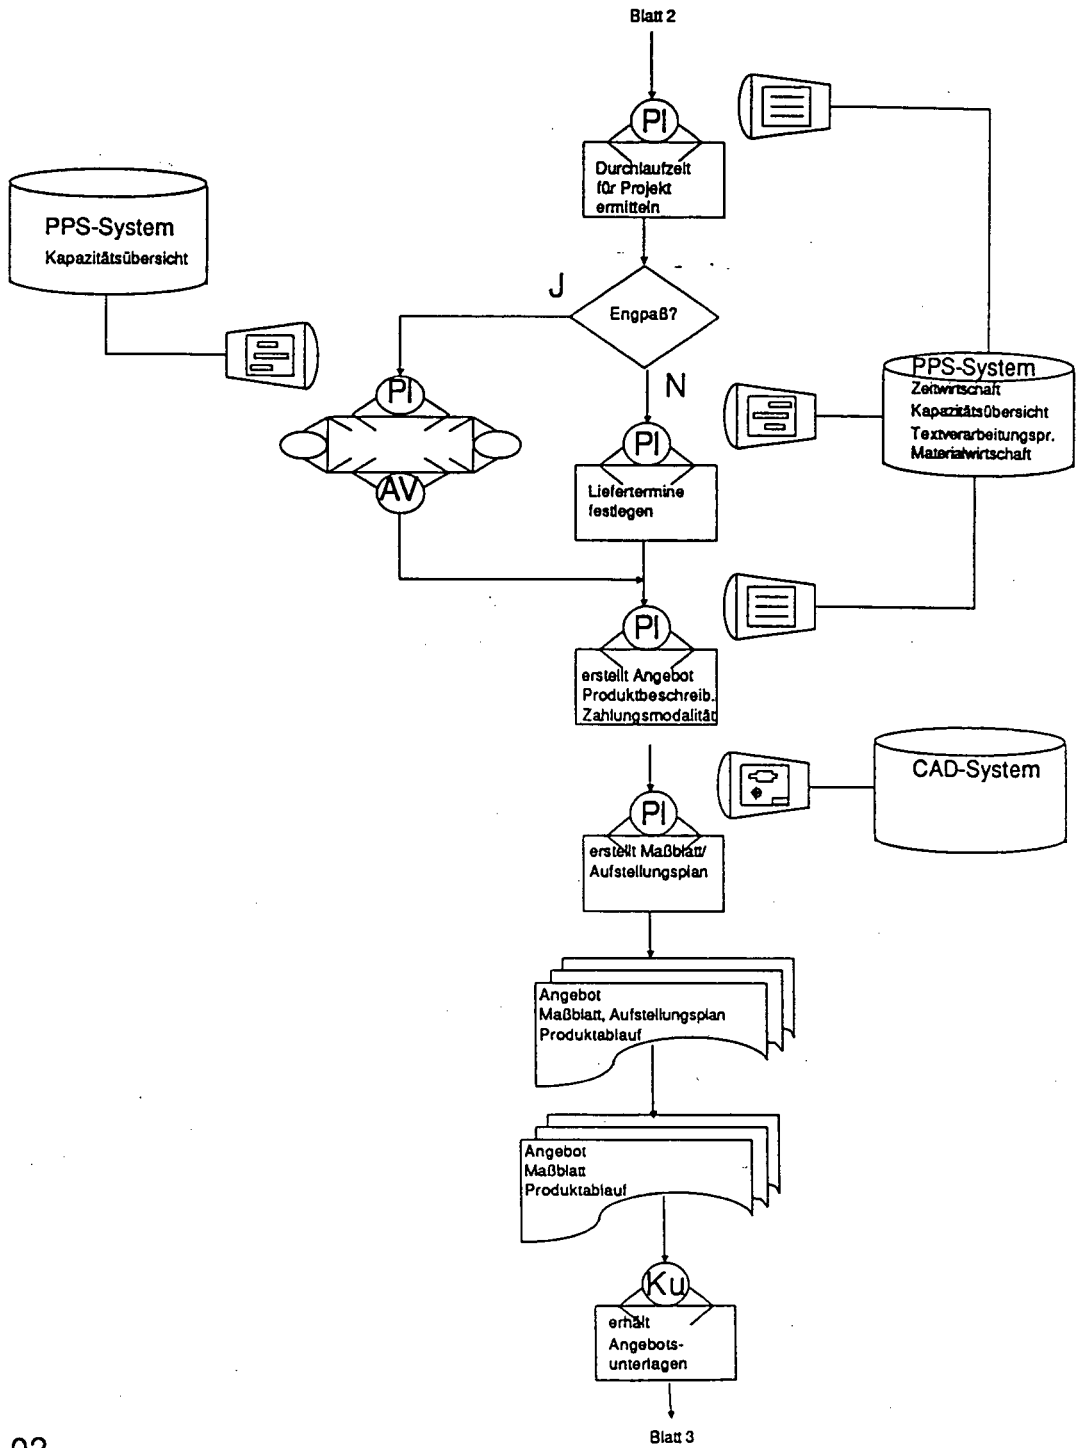 Blatt 2
PI
Durchlaufzeit
für Projekt
ermitteln
PPS-System
Kapazitätsübersicht
J
Engpaß?
N
PI
PI
Liefertermine
festlegen
AV
PPS-System
Zeitwirtschaft
Kapazitätsübersicht
Textverarbeitungspr.
Materialwirtschaft
PI
erstellt Angebot
Produktbeschreib..
Zahlungsmodalität
CAD-System
PI
erstellt Maßblatt/
Aufstellungsplan
Angebot
Maßblatt, Aufstellungsplan
Produktablauf
Angebot
Maßblatt
Produktablauf
Ku
erhält
Angebots-
unterlagen
Blatt 3